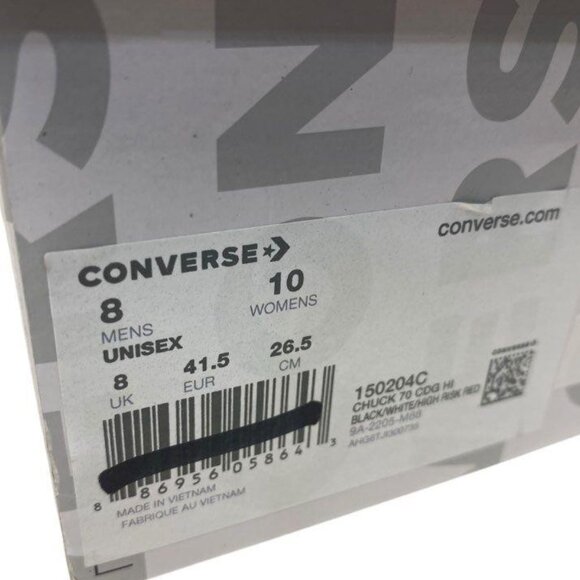 converse.com
CONVERSE
8 10
MENS WOMENS
UNISEX
8 41.5 26.5
UK EUR CM
CONVERSE
150204C
CHUCK 70 CDG HI
BLACK/WHITE/HIGH RISK RED
8 86956 05864 3
MADE IN VIETNAM
FABRIQUE AU VIETNAM